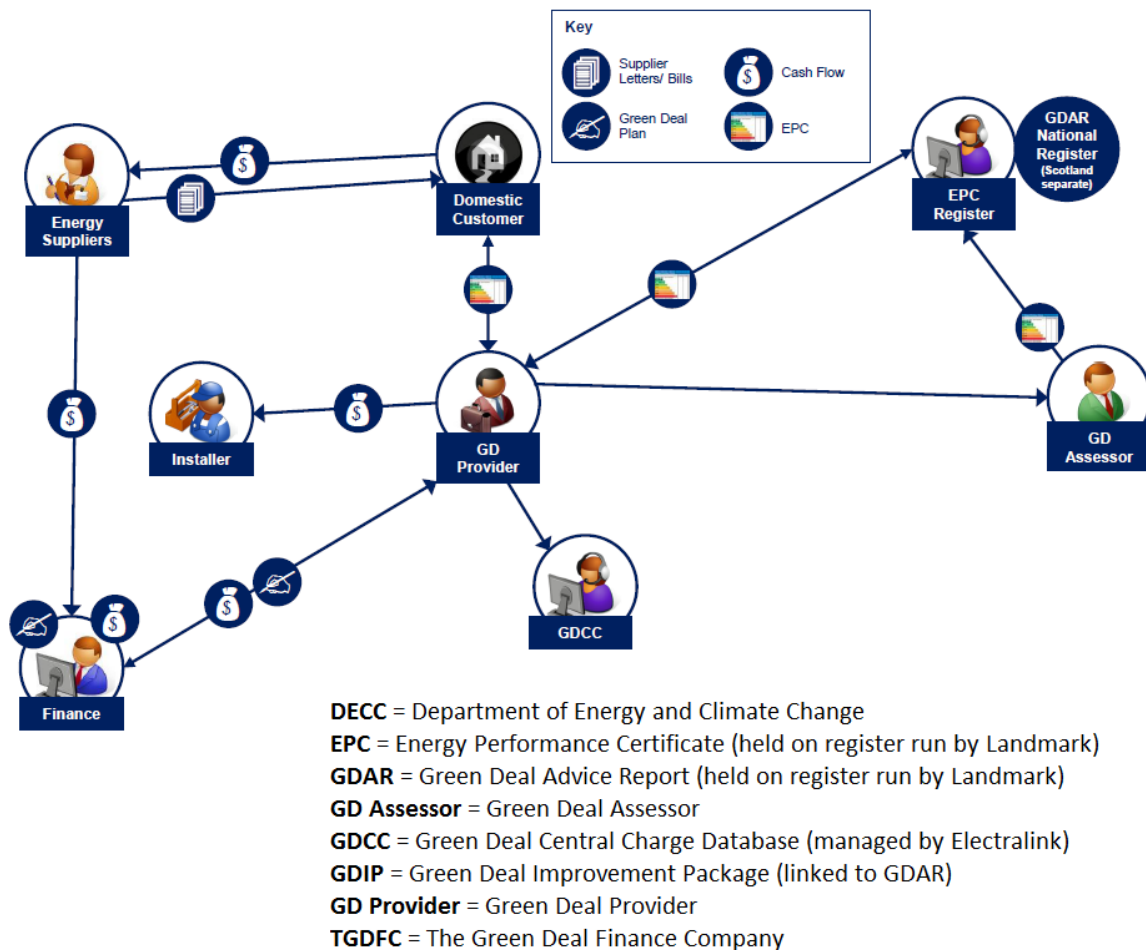 Key
Supplier
Letters/ Bills
Cash Flow
Green Deal
Plan
EPC
$
$
Energy
Suppliers
Domestic
Customer
EPC
Register
GDAR
National
Register
(Scotland
separate)
$
$
Installer
GD
Provider
GD
Assessor
$
$
GDCC
Finance
DECC = Department of Energy and Climate Change
EPC = Energy Performance Certificate (held on register run by Landmark)
GDAR = Green Deal Advice Report (held on register run by Landmark)
GD Assessor = Green Deal Assessor
GDCC = Green Deal Central Charge Database (managed by Electralink)
GDIP = Green Deal Improvement Package (linked to GDAR)
GD Provider = Green Deal Provider
TGDFC = The Green Deal Finance Company